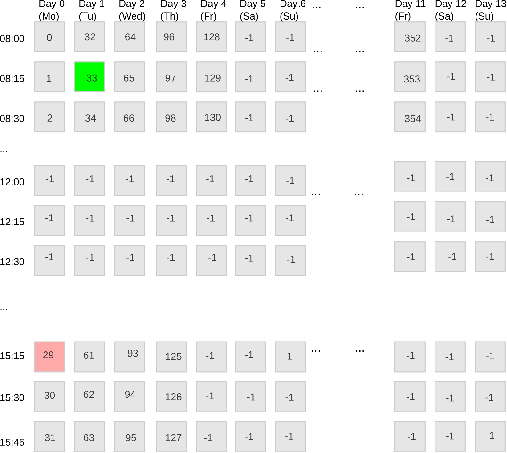 Day 0 Day 1 Day 2 Day 3 Day 4 Day 5 Day.6 ... ... Day 11 Day 12 Day 13
(Mo) (Tu) (Wed) (Th) (Fr) (Sa) (Su) (Fr) (Sa) (Su)
08:00 0 32 64 96 128 -1 -1 ... ... 352 -1 -1
08:15 1 33 65 97 129 -1 -1 ... ... 353 -1 -1
08:30 2 34 66 98 130 -1 -1 354 -1 -1
...
12:00 -1 -1 -1 -1 -1 -1 -1 ... ... -1 -1 -1
12:15 -1 -1 -1 -1 -1 -1 -1 -1 -1 -1
12:30 -1 -1 -1 -1 -1 -1 -1 -1 -1 -1
...
15:15 29 61 93 125 -1 -1 1 ... ... -1 -1 -1
15:30 30 62 94 126 -1 -1 -1 -1 -1 -1
15:45 31 63 95 127 -1 -1 -1 -1 -1 1